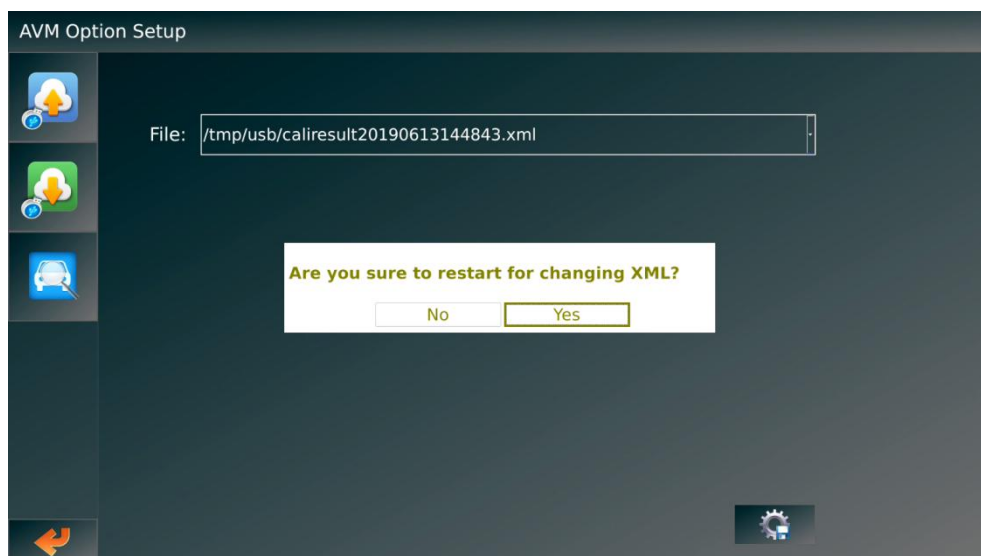 AVM Option Setup
File: /tmp/usb/caliresult20190613144843.xml
Are you sure to restart for changing XML?
No Yes